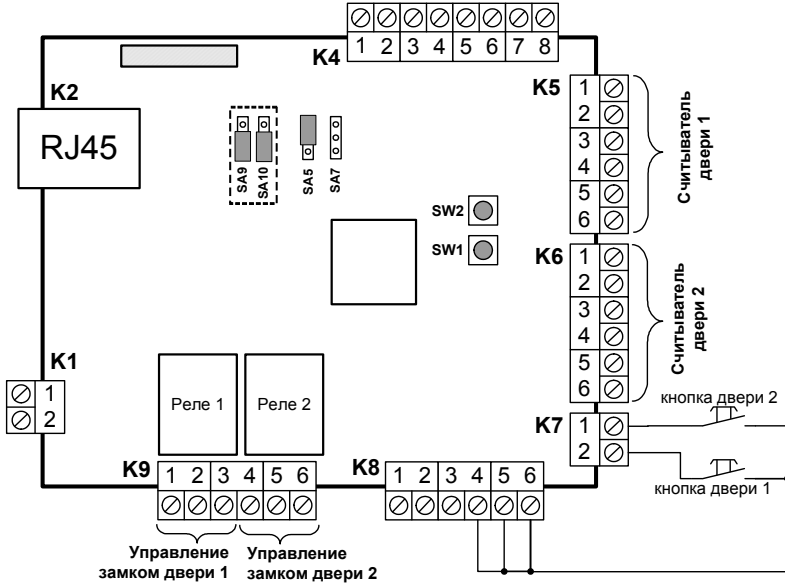 K4
1 2 3 4 5 6 7 8
K2
RJ45
SA9
SA10
SA5
SA7
SW2
SW1
K5
1
2
3
4
5
6
Считыватель
двери 1
K6
1
2
3
4
5
6
Считыватель
двери 2
K1
1
2
Реле 1
Реле 2
K7
1
2
кнопка двери 2
кнопка двери 1
K9
1 2 3 4 5 6
K8
1 2 3 4 5 6
Управление
замком двери 1
Управление
замком двери 2